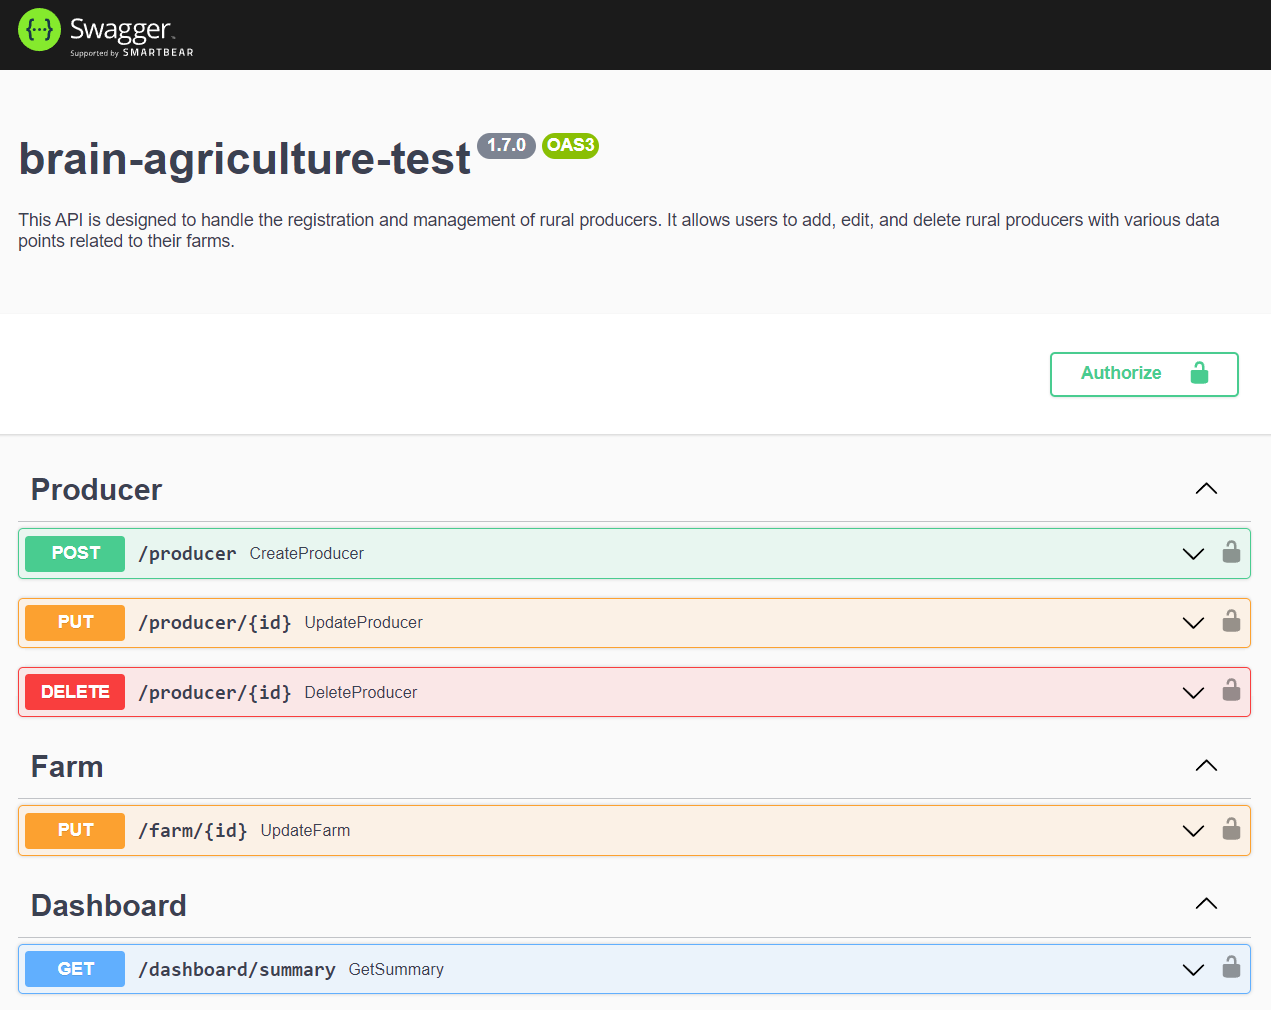 {···} Swagger™
Supported by SMARTBEAR
brain-agriculture-test 1.7.0 OAS3
This API is designed to handle the registration and management of rural producers. It allows users to add, edit, and delete rural producers with various data
points related to their farms.
Authorize
Producer
POST /producer CreateProducer
PUT /producer/{id} UpdateProducer
DELETE /producer/{id} DeleteProducer
Farm
PUT /farm/{id} UpdateFarm
Dashboard
GET /dashboard/summary GetSummary